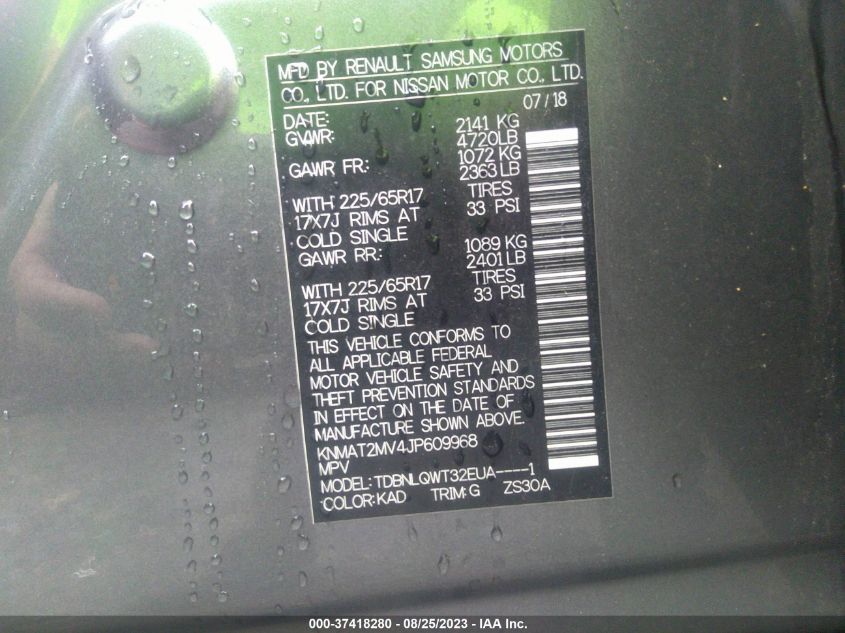 MFD BY RENAULT SAMSUNG MOTORS
CO., LTD. FOR NISSAN MOTOR CO., LTD.
DATE: 07/18
GVWR: 2141 KG
4720LB
GAWR FR: 1072 KG
2363 LB
WITH 225/65R17 TIRES
17X7J RIMS AT 33 PSI
COLD SINGLE
GAWR RR: 1089 KG
2401 LB
WITH 225/65R17 TIRES
17X7J RIMS AT 33 PSI
COLD SINGLE
THIS VEHICLE CONFORMS TO
ALL APPLICABLE FEDERAL
MOTOR VEHICLE SAFETY AND
THEFT PREVENTION STANDARDS
IN EFFECT ON THE DATE OF
MANUFACTURE SHOWN ABOVE.
KNMAT2MV4JP609968
MPV
MODEL: TDBNLQWT32EUA----1
COLOR: KAD TRIM: G ZS30A
000-37418280 - 08/25/2023 - IAA Inc.